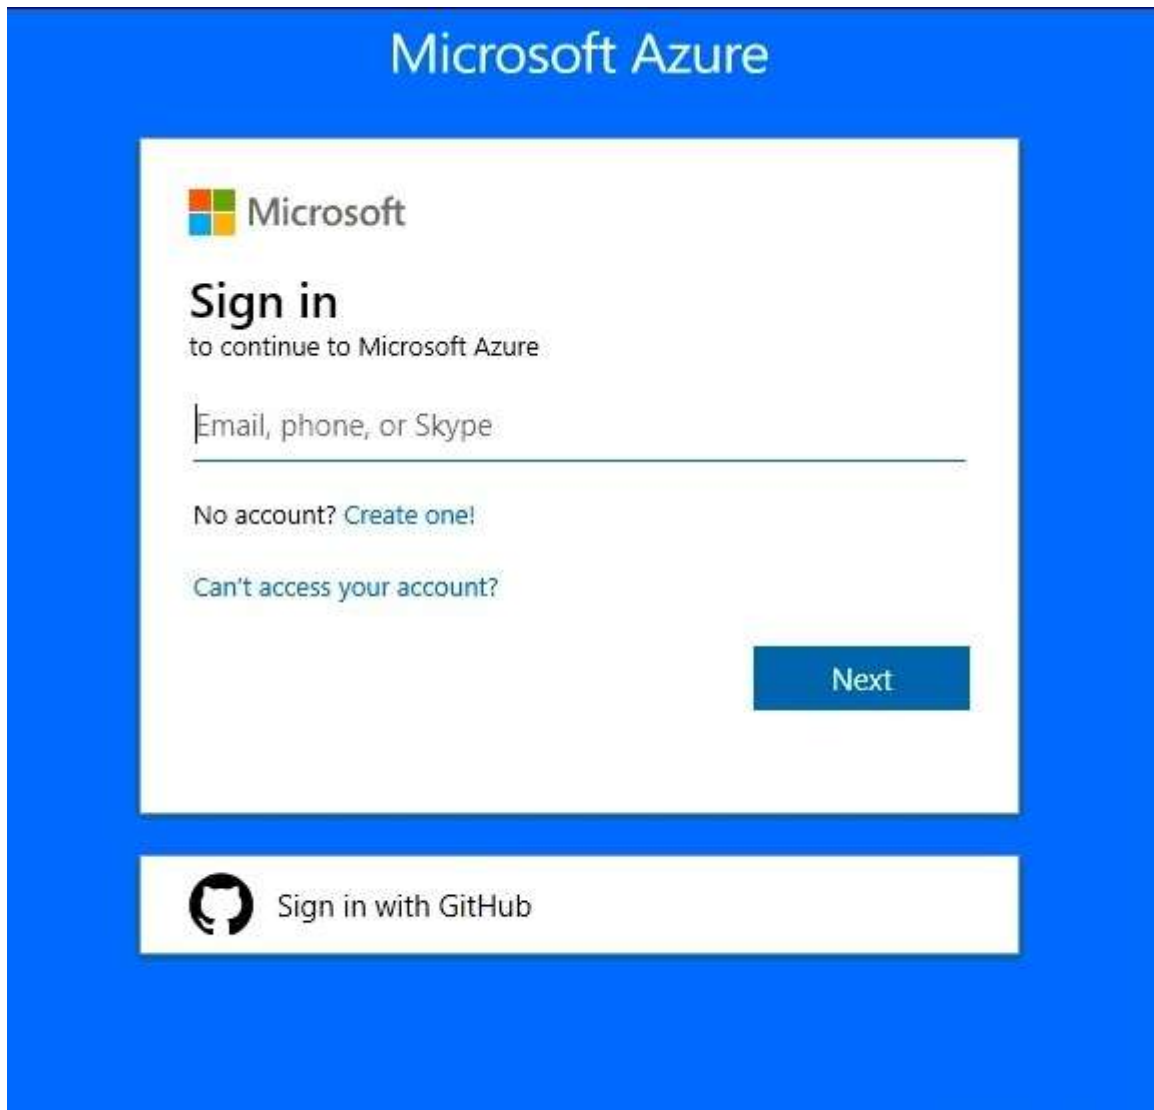 Microsoft Azure
Microsoft
Sign in
to continue to Microsoft Azure
Email, phone, or Skype
No account? Create one!
Can't access your account?
Next
Sign in with GitHub